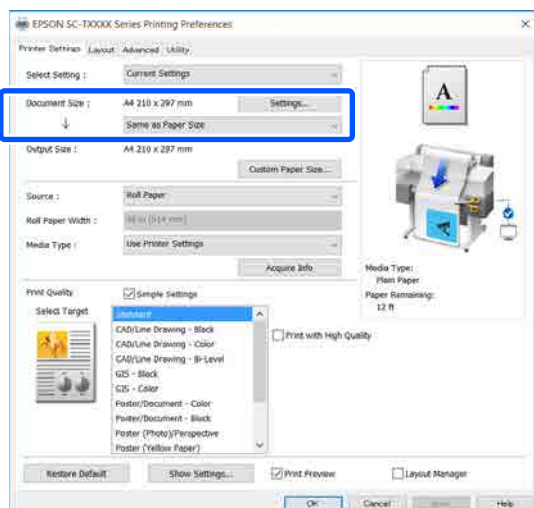 EPSON SC-TXXXX Series Printing Preferences
Printer Settings Layout Advanced Utility
Select Setting : Current Settings
Document Size : A4 210 x 297 mm Settings...
↓ Same as Paper Size
Output Size : A4 210 x 297 mm
Custom Paper Size...
Source : Roll Paper
Roll Paper Width :
Media Type : Use Printer Settings
Acquire Info
Media Type:
Plain Paper
Paper Remaining:
12 ft
Print Quality Simple Settings
Select Target
Standard
CAD/Line Drawing - Black
CAD/Line Drawing - Color
CAD/Line Drawing - Bi-Level
GIS - Black
GIS - Color
Poster/Document - Color
Poster/Document - Black
Poster (Photo)/Perspective
Poster (Yellow Paper)
Print with High Quality
Restore Default Show Settings... Print Preview Layout Manager
OK Cancel Help
A
A